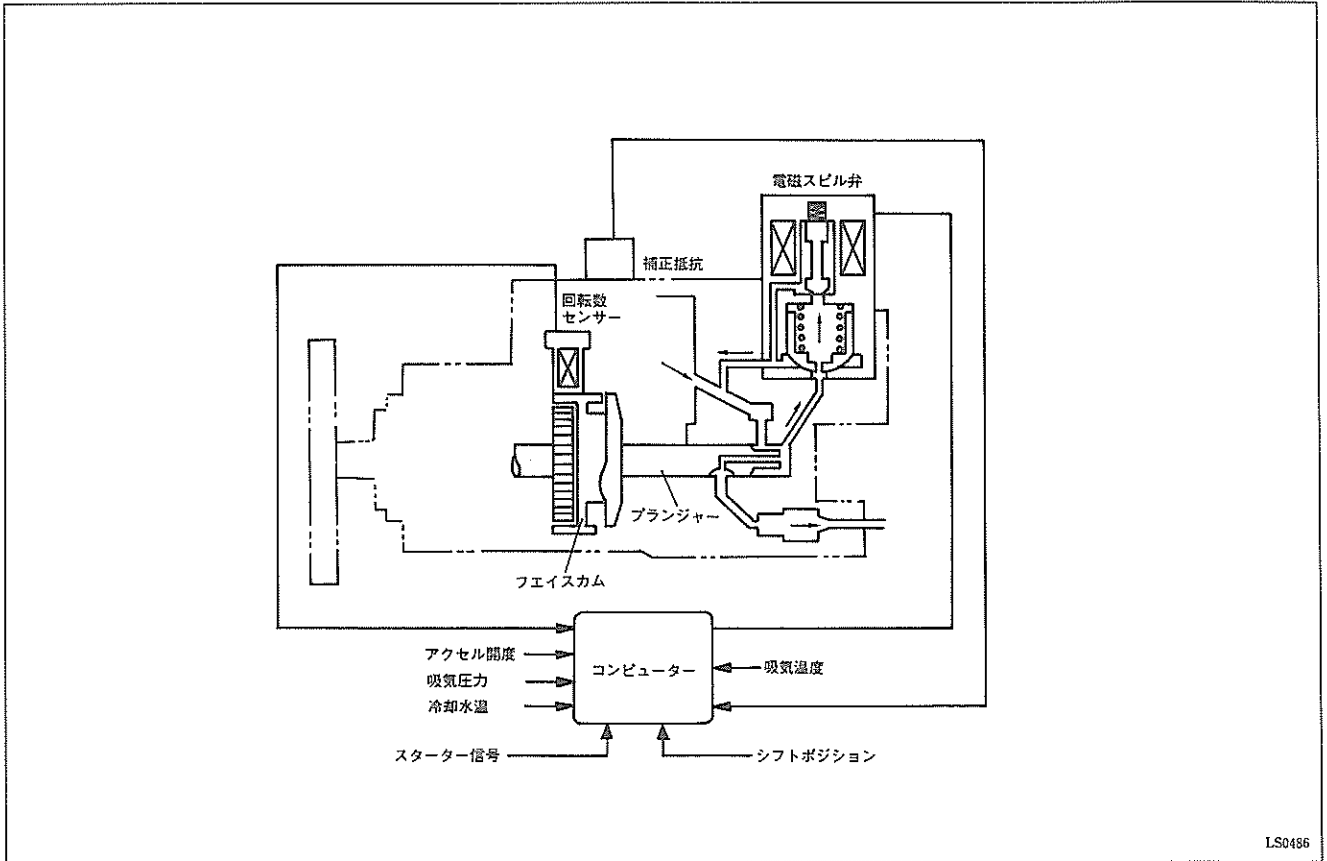 電磁スピル弁
補正抵抗
回転数
センサー
プランジャー
フェイスカム
アクセル開度
コンピューター
吸気温度
吸気圧力
冷却水温
スターター信号
シフトポジション
LS0486